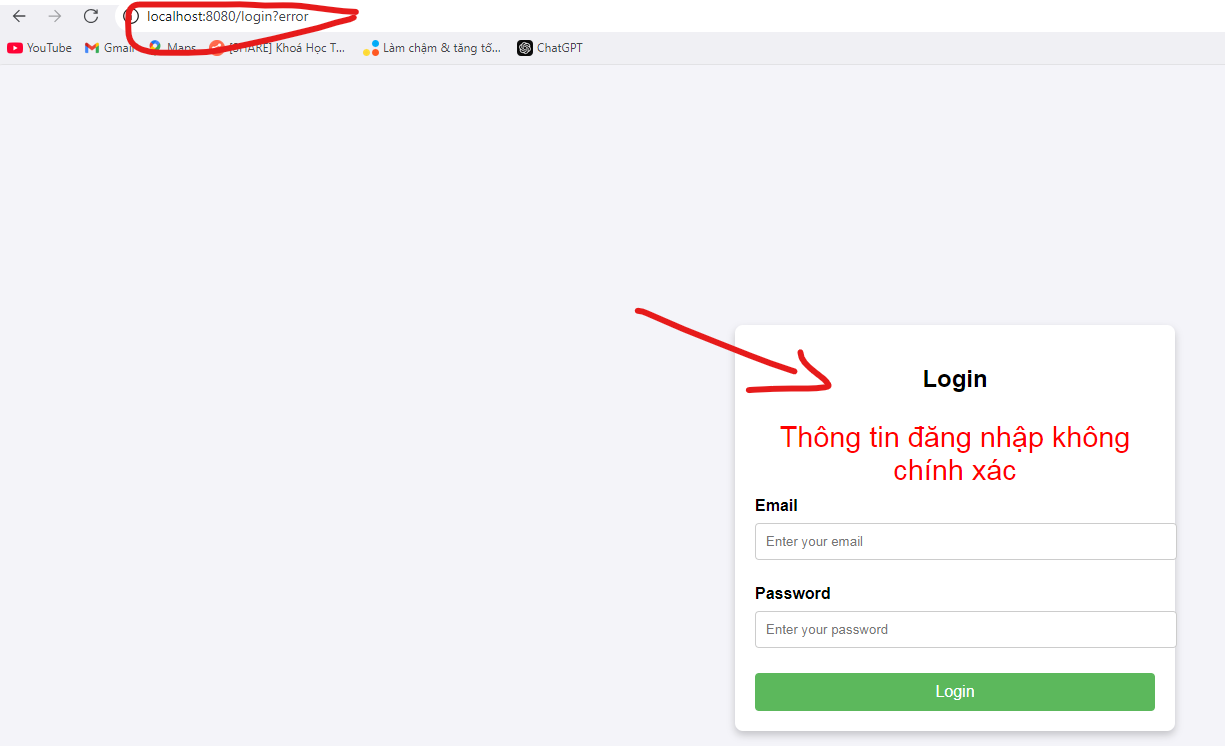 localhost:8080/login?error
YouTube Gmail Maps [SHARE] Khoá Học T... Làm chậm & tăng tố... ChatGPT
Login
Thông tin đăng nhập không
chính xác
Email
Enter your email
Password
Enter your password
Login